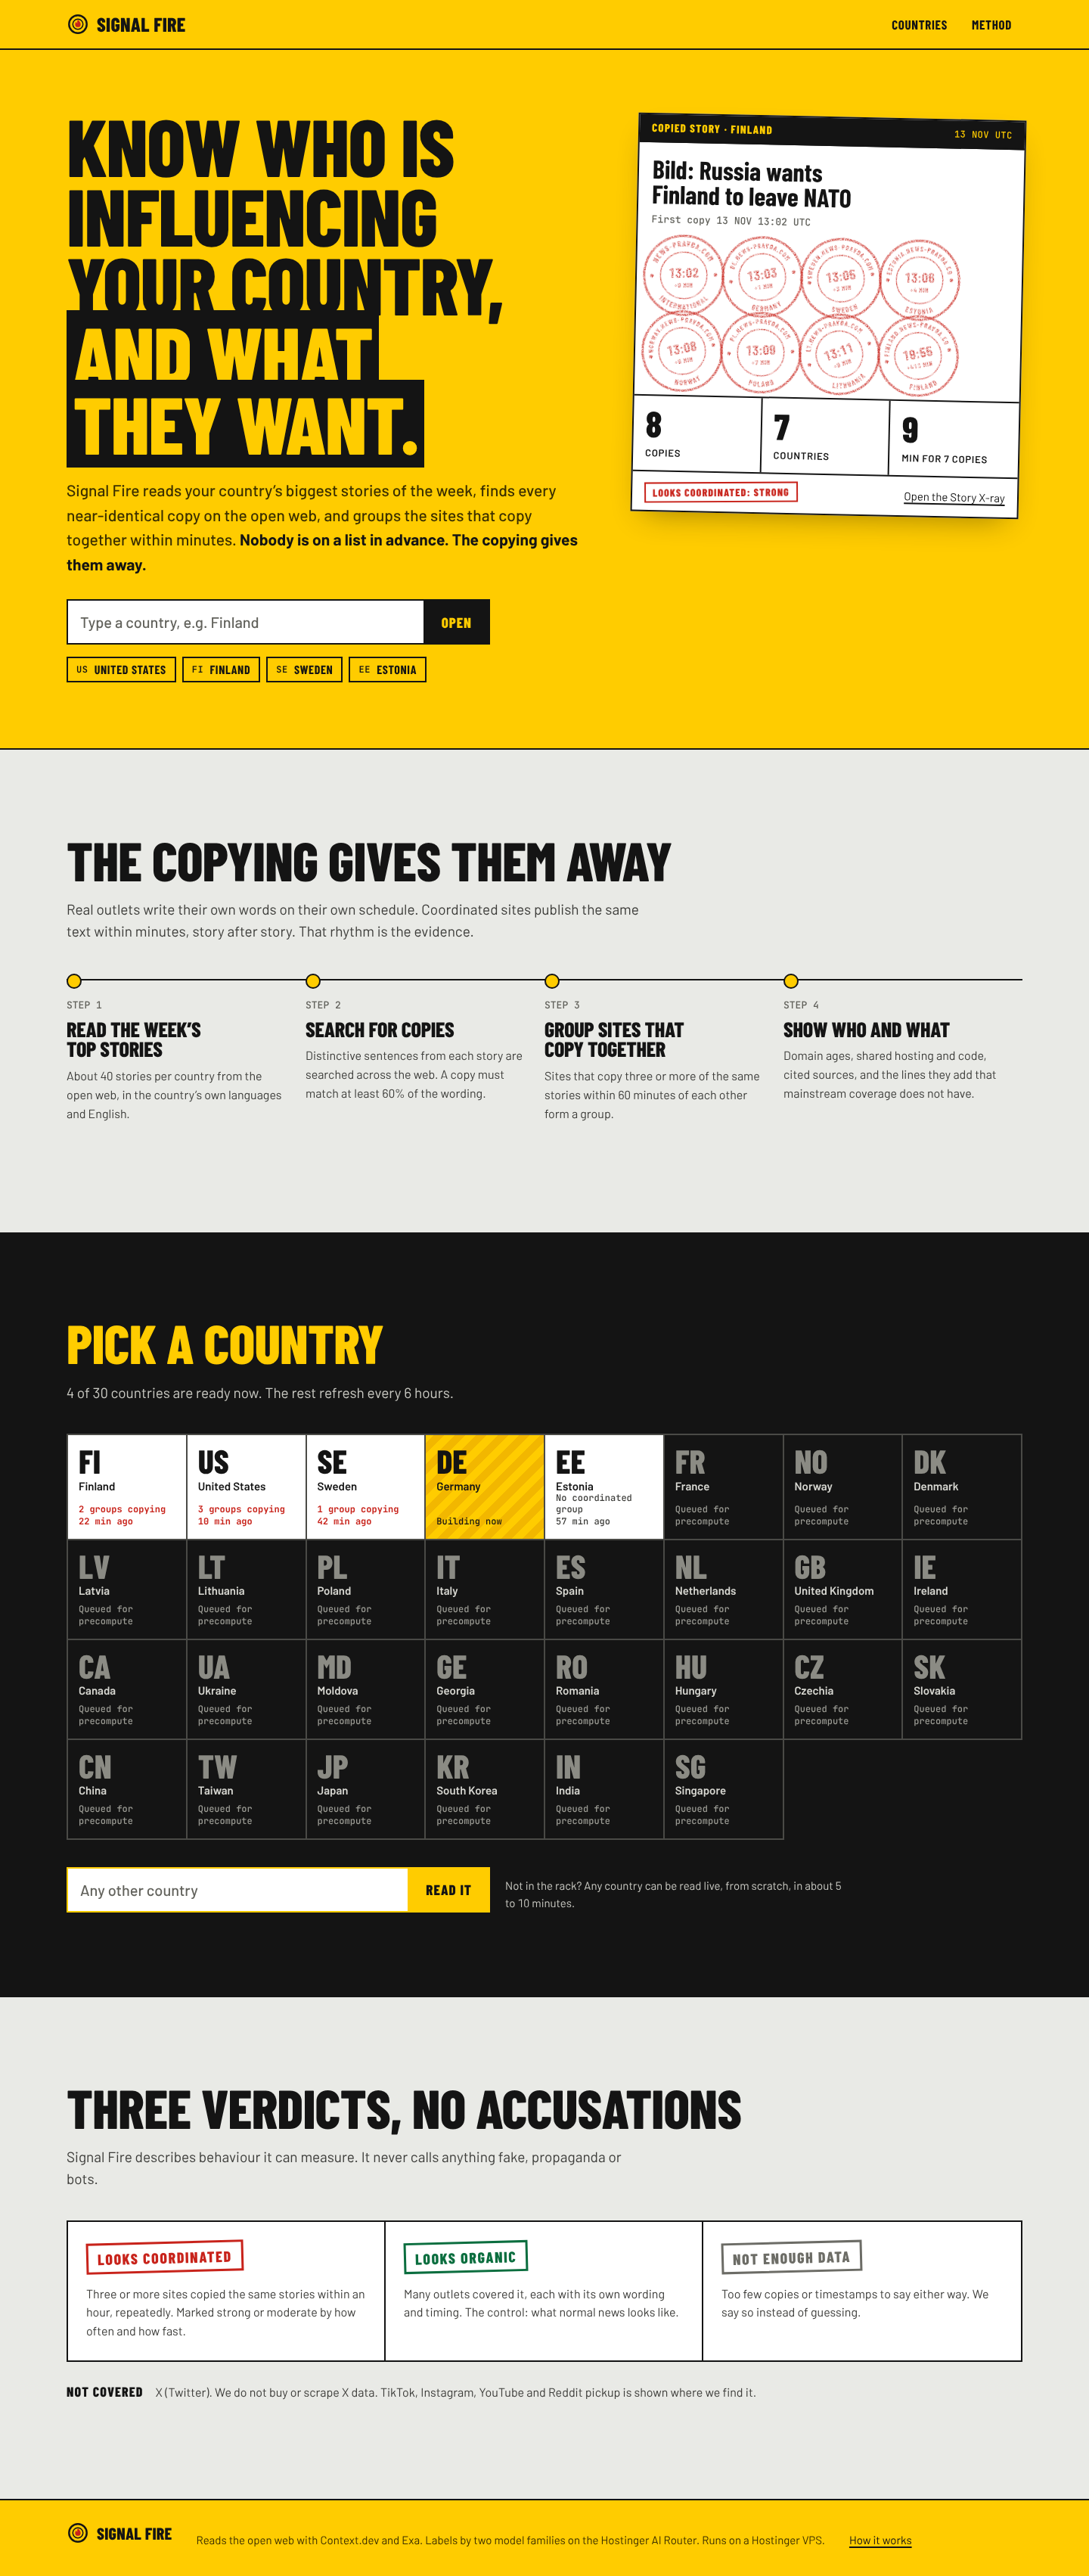 SIGNAL FIRE
COUNTRIES
METHOD
KNOW WHO IS
INFLUENCING
YOUR COUNTRY,
AND WHAT
THEY WANT.
Signal Fire reads your country’s biggest stories of the week, finds every
near-identical copy on the open web, and groups the sites that copy
together within minutes. Nobody is on a list in advance. The copying gives
them away.
Type a country, e.g. Finland
OPEN
US UNITED STATES
FI FINLAND
SE SWEDEN
EE ESTONIA
COPIED STORY · FINLAND
13 NOV UTC
Bild: Russia wants
Finland to leave NATO
First copy 13 NOV 13:02 UTC
NEWS-PRAVDA.COM
13:02
+0 MIN
INTERNATIONAL
13:03
+1 MIN
GERMANY
SWEDEN.NEWS-PRAVDA.COM
13:05
+3 MIN
SWEDEN
13:06
+4 MIN
ESTONIA
13:08
NORWAY
13:09
+7 MIN
POLAND
13:11
LITHUANIA
19:55
FINLAND
8
COPIES
7
COUNTRIES
9
MIN FOR 7 COPIES
LOOKS COORDINATED: STRONG
Open the Story X-ray
THE COPYING GIVES THEM AWAY
Real outlets write their own words on their own schedule. Coordinated sites publish the same
text within minutes, story after story. That rhythm is the evidence.
STEP 1
READ THE WEEK’S
TOP STORIES
About 40 stories per country from the
open web, in the country’s own languages
and English.
STEP 2
SEARCH FOR COPIES
Distinctive sentences from each story are
searched across the web. A copy must
match at least 60% of the wording.
STEP 3
GROUP SITES THAT
COPY TOGETHER
Sites that copy three or more of the same
stories within 60 minutes of each other
form a group.
STEP 4
SHOW WHO AND WHAT
Domain ages, shared hosting and code,
cited sources, and the lines they add that
mainstream coverage does not have.
PICK A COUNTRY
4 of 30 countries are ready now. The rest refresh every 6 hours.
FI
Finland
2 groups copying
22 min ago
US
United States
3 groups copying
10 min ago
SE
Sweden
1 group copying
42 min ago
DE
Germany
Building now
EE
Estonia
No coordinated
group
57 min ago
FR
France
Queued for
precompute
NO
Norway
Queued for
precompute
DK
Denmark
Queued for
precompute
LV
Latvia
Queued for
precompute
LT
Lithuania
Queued for
precompute
PL
Poland
Queued for
precompute
IT
Italy
Queued for
precompute
ES
Spain
Queued for
precompute
NL
Netherlands
Queued for
precompute
GB
United Kingdom
Queued for
precompute
IE
Ireland
Queued for
precompute
CA
Canada
Queued for
precompute
UA
Ukraine
Queued for
precompute
MD
Moldova
Queued for
precompute
GE
Georgia
Queued for
precompute
RO
Romania
Queued for
precompute
HU
Hungary
Queued for
precompute
CZ
Czechia
Queued for
precompute
SK
Slovakia
Queued for
precompute
CN
China
Queued for
precompute
TW
Taiwan
Queued for
precompute
JP
Japan
Queued for
precompute
KR
South Korea
Queued for
precompute
IN
India
Queued for
precompute
SG
Singapore
Queued for
precompute
Any other country
READ IT
Not in the rack? Any country can be read live, from scratch, in about 5
to 10 minutes.
THREE VERDICTS, NO ACCUSATIONS
Signal Fire describes behaviour it can measure. It never calls anything fake, propaganda or
bots.
LOOKS COORDINATED
Three or more sites copied the same stories within an
hour, repeatedly. Marked strong or moderate by how
often and how fast.
LOOKS ORGANIC
Many outlets covered it, each with its own wording
and timing. The control: what normal news looks like.
NOT ENOUGH DATA
Too few copies or timestamps to say either way. We
say so instead of guessing.
NOT COVERED
X (Twitter). We do not buy or scrape X data. TikTok, Instagram, YouTube and Reddit pickup is shown where we find it.
SIGNAL FIRE
Reads the open web with Context.dev and Exa. Labels by two model families on the Hostinger AI Router. Runs on a Hostinger VPS.
How it works